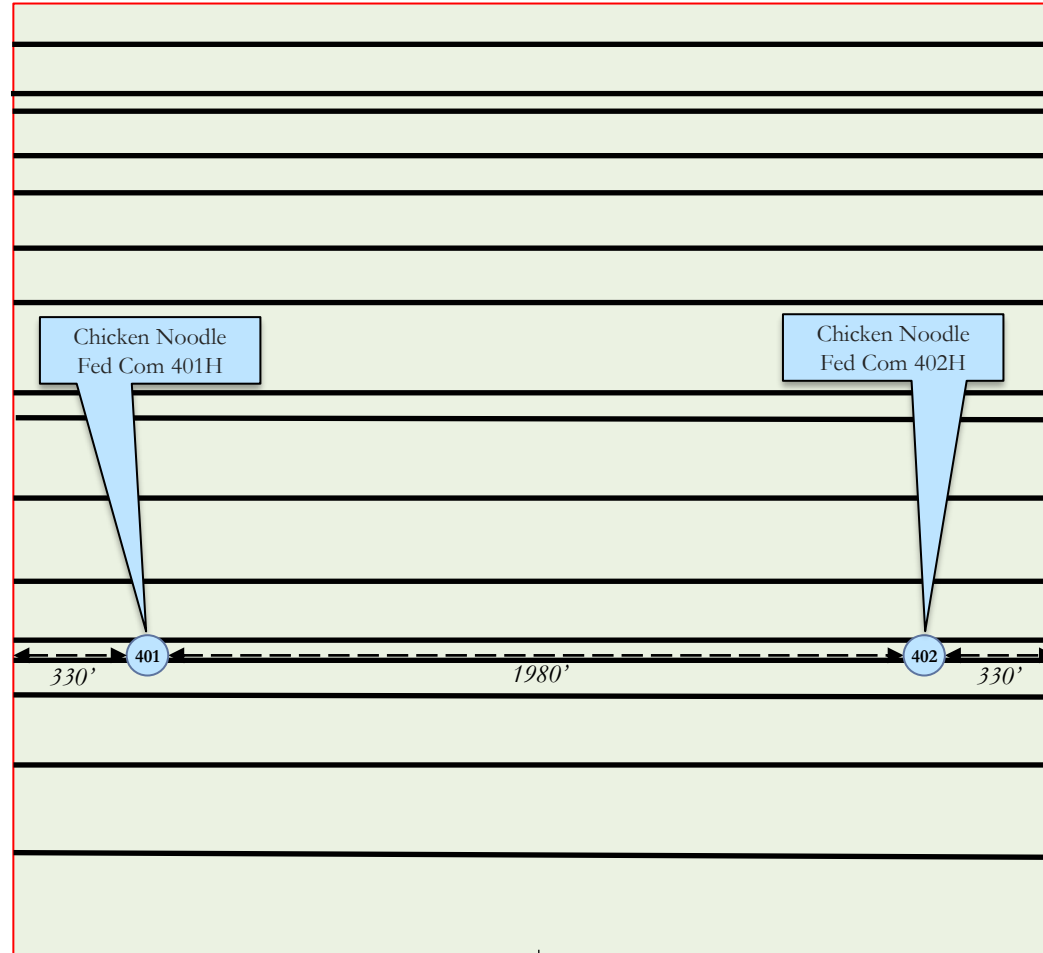 Chicken Noodle
Fed Com 401H
Chicken Noodle
Fed Com 402H
401
402
330’
1980’
330’